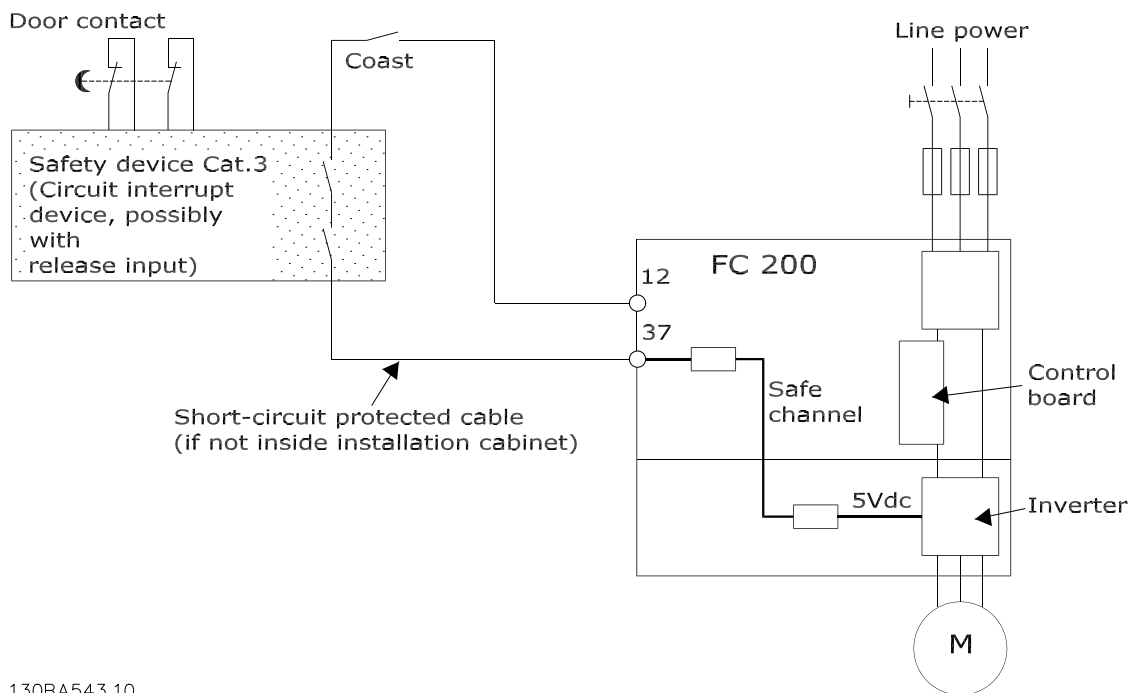 Door contact
Coast
Line power
Safety device Cat.3
(Circuit interrupt
device, possibly
with
release input)
FC 200
12
37
Safe
channel
Control
board
Short-circuit protected cable
(if not inside installation cabinet)
5Vdc
Inverter
M
130BA543.10